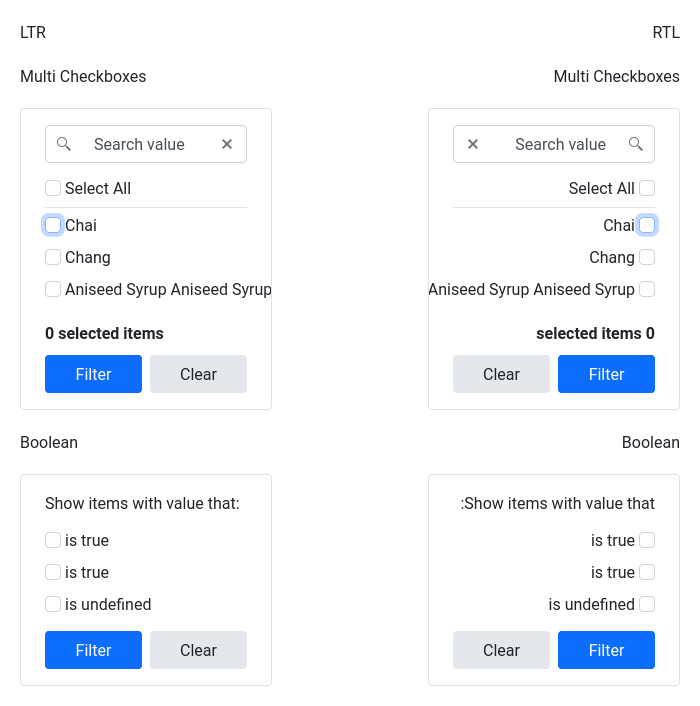 LTR
RTL
Multi Checkboxes
Multi Checkboxes
Search value
Select All
Chai
Chang
Aniseed Syrup Aniseed Syrup
0 selected items
Filter Clear
Search value
Select All
Chai
Chang
Aniseed Syrup Aniseed Syrup
selected items 0
Clear Filter
Boolean
Boolean
Show items with value that:
is true
is true
is undefined
Filter Clear
:Show items with value that
is true
is true
is undefined
Clear Filter